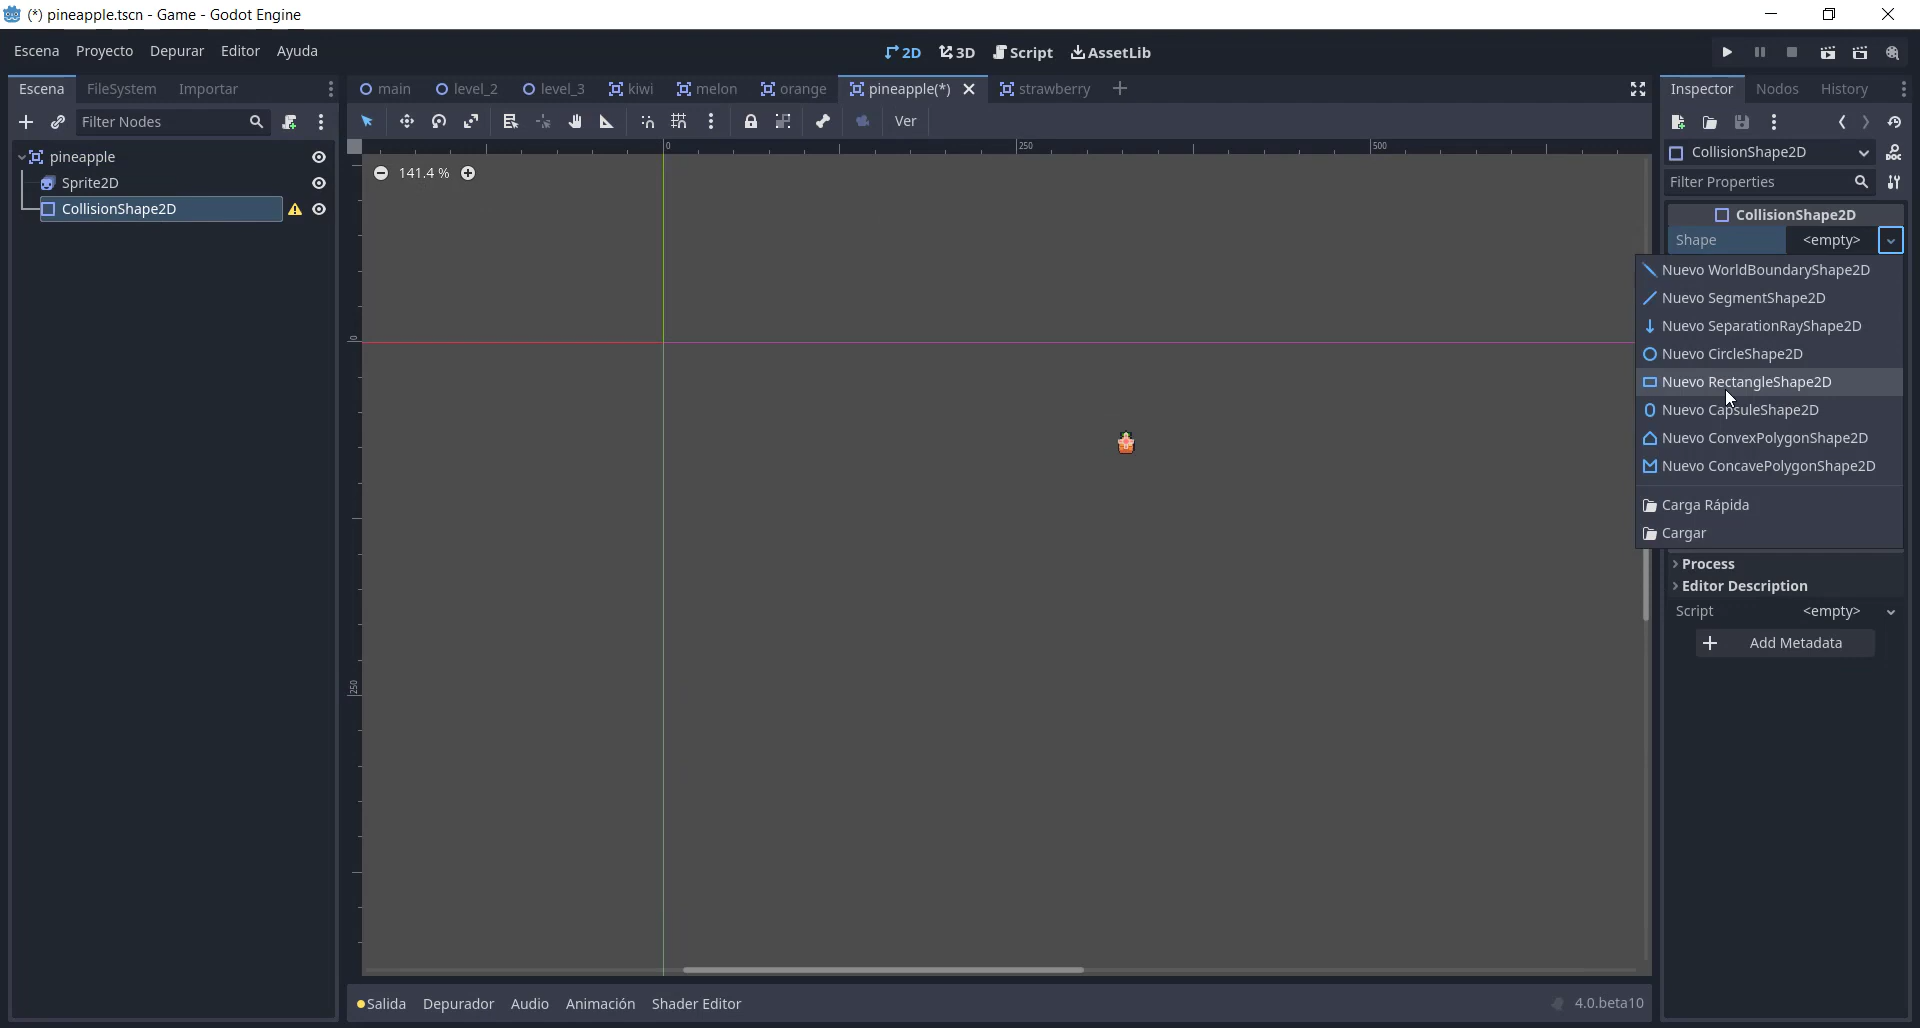 (*) pineapple.tscn - Game - Godot Engine
Escena Proyecto Depurar Editor Ayuda
2D 3D Script AssetLib
Escena FileSystem Importar
Filter Nodes
pineapple
Sprite2D
CollisionShape2D
main level_2 level_3 kiwi melon orange pineapple(*) strawberry
Ver
0 250 500
141.4 %
0
250
Salida Depurador Audio Animación Shader Editor
4.0.beta10
Inspector Nodos History
CollisionShape2D
Filter Properties
CollisionShape2D
Shape <empty>
Nuevo WorldBoundaryShape2D
Nuevo SegmentShape2D
Nuevo SeparationRayShape2D
Nuevo CircleShape2D
Nuevo RectangleShape2D
Nuevo CapsuleShape2D
Nuevo ConvexPolygonShape2D
Nuevo ConcavePolygonShape2D
Carga Rápida
Cargar
Process
Editor Description
Script <empty>
Add Metadata